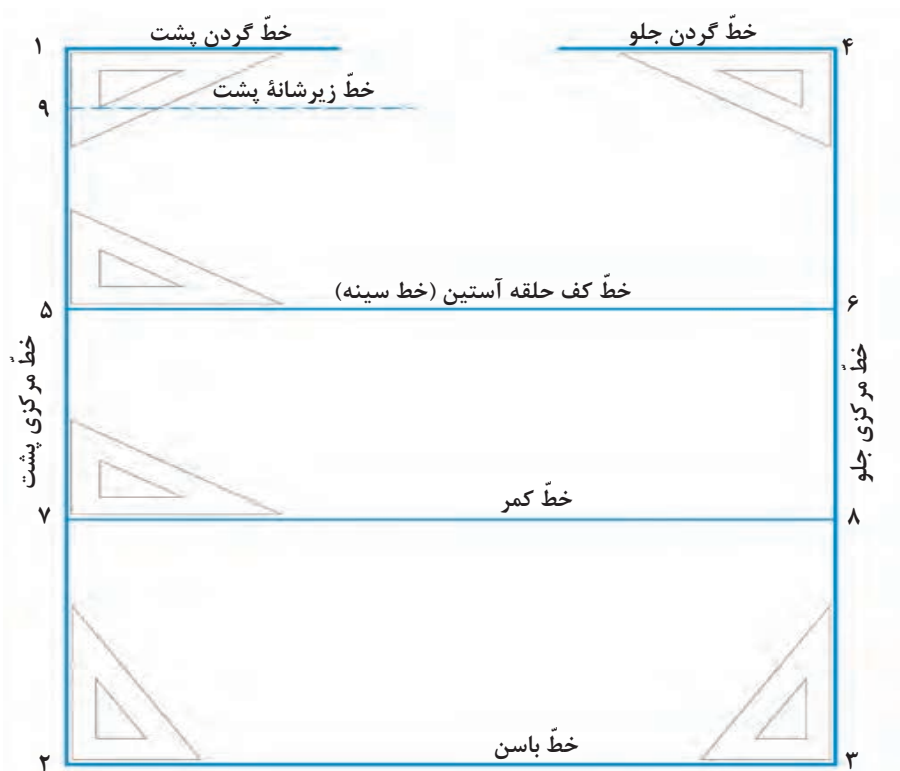 خطّ گردن جلو
خطّ گردن پشت
۴
۱
خطّ زیرشانهٔ پشت
۹
خطّ کف حلقه آستین (خط سینه)
۶
۵
خطّ مرکزی جلو
خطّ مرکزی پشت
خطّ کمر
۸
۷
خطّ باسن
۳
۲